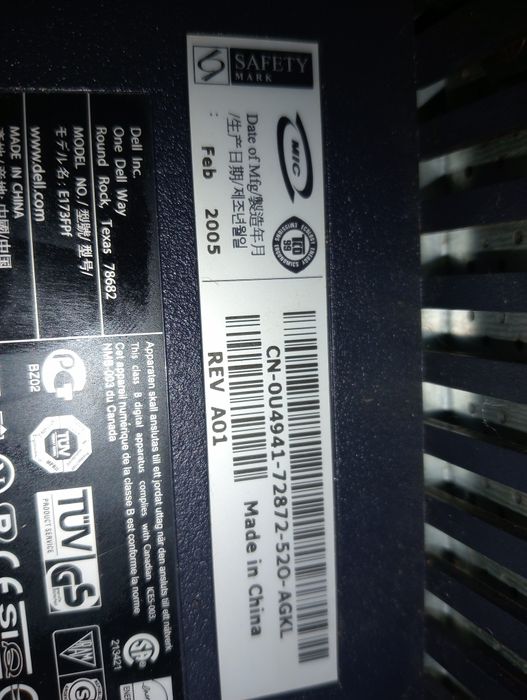 SAFETY
MARK
MIC
TCO
99
Date of Mfg/製造年月
/生产日期/제조년월일
: Feb 2005
CN-0U4941-72872-520-AGKL
REV A01 Made in China
Dell Inc.
One Dell Way
Round Rock, Texas 78682
MODEL NO./型號/型号/
モデル名: E173FPf
www.dell.com
MADE IN CHINA
Apparaten skall anslutas till ett jordat uttag när den ansluts till ett nätverk
This class B digital apparatus complies with Canadian ICES-003.
Cet appareil numérique de la classe B est conforme à la norme
NMB-003 du Canada
BZ02
TÜV
TÜV
PRODUCT SERVICE
GS
213421